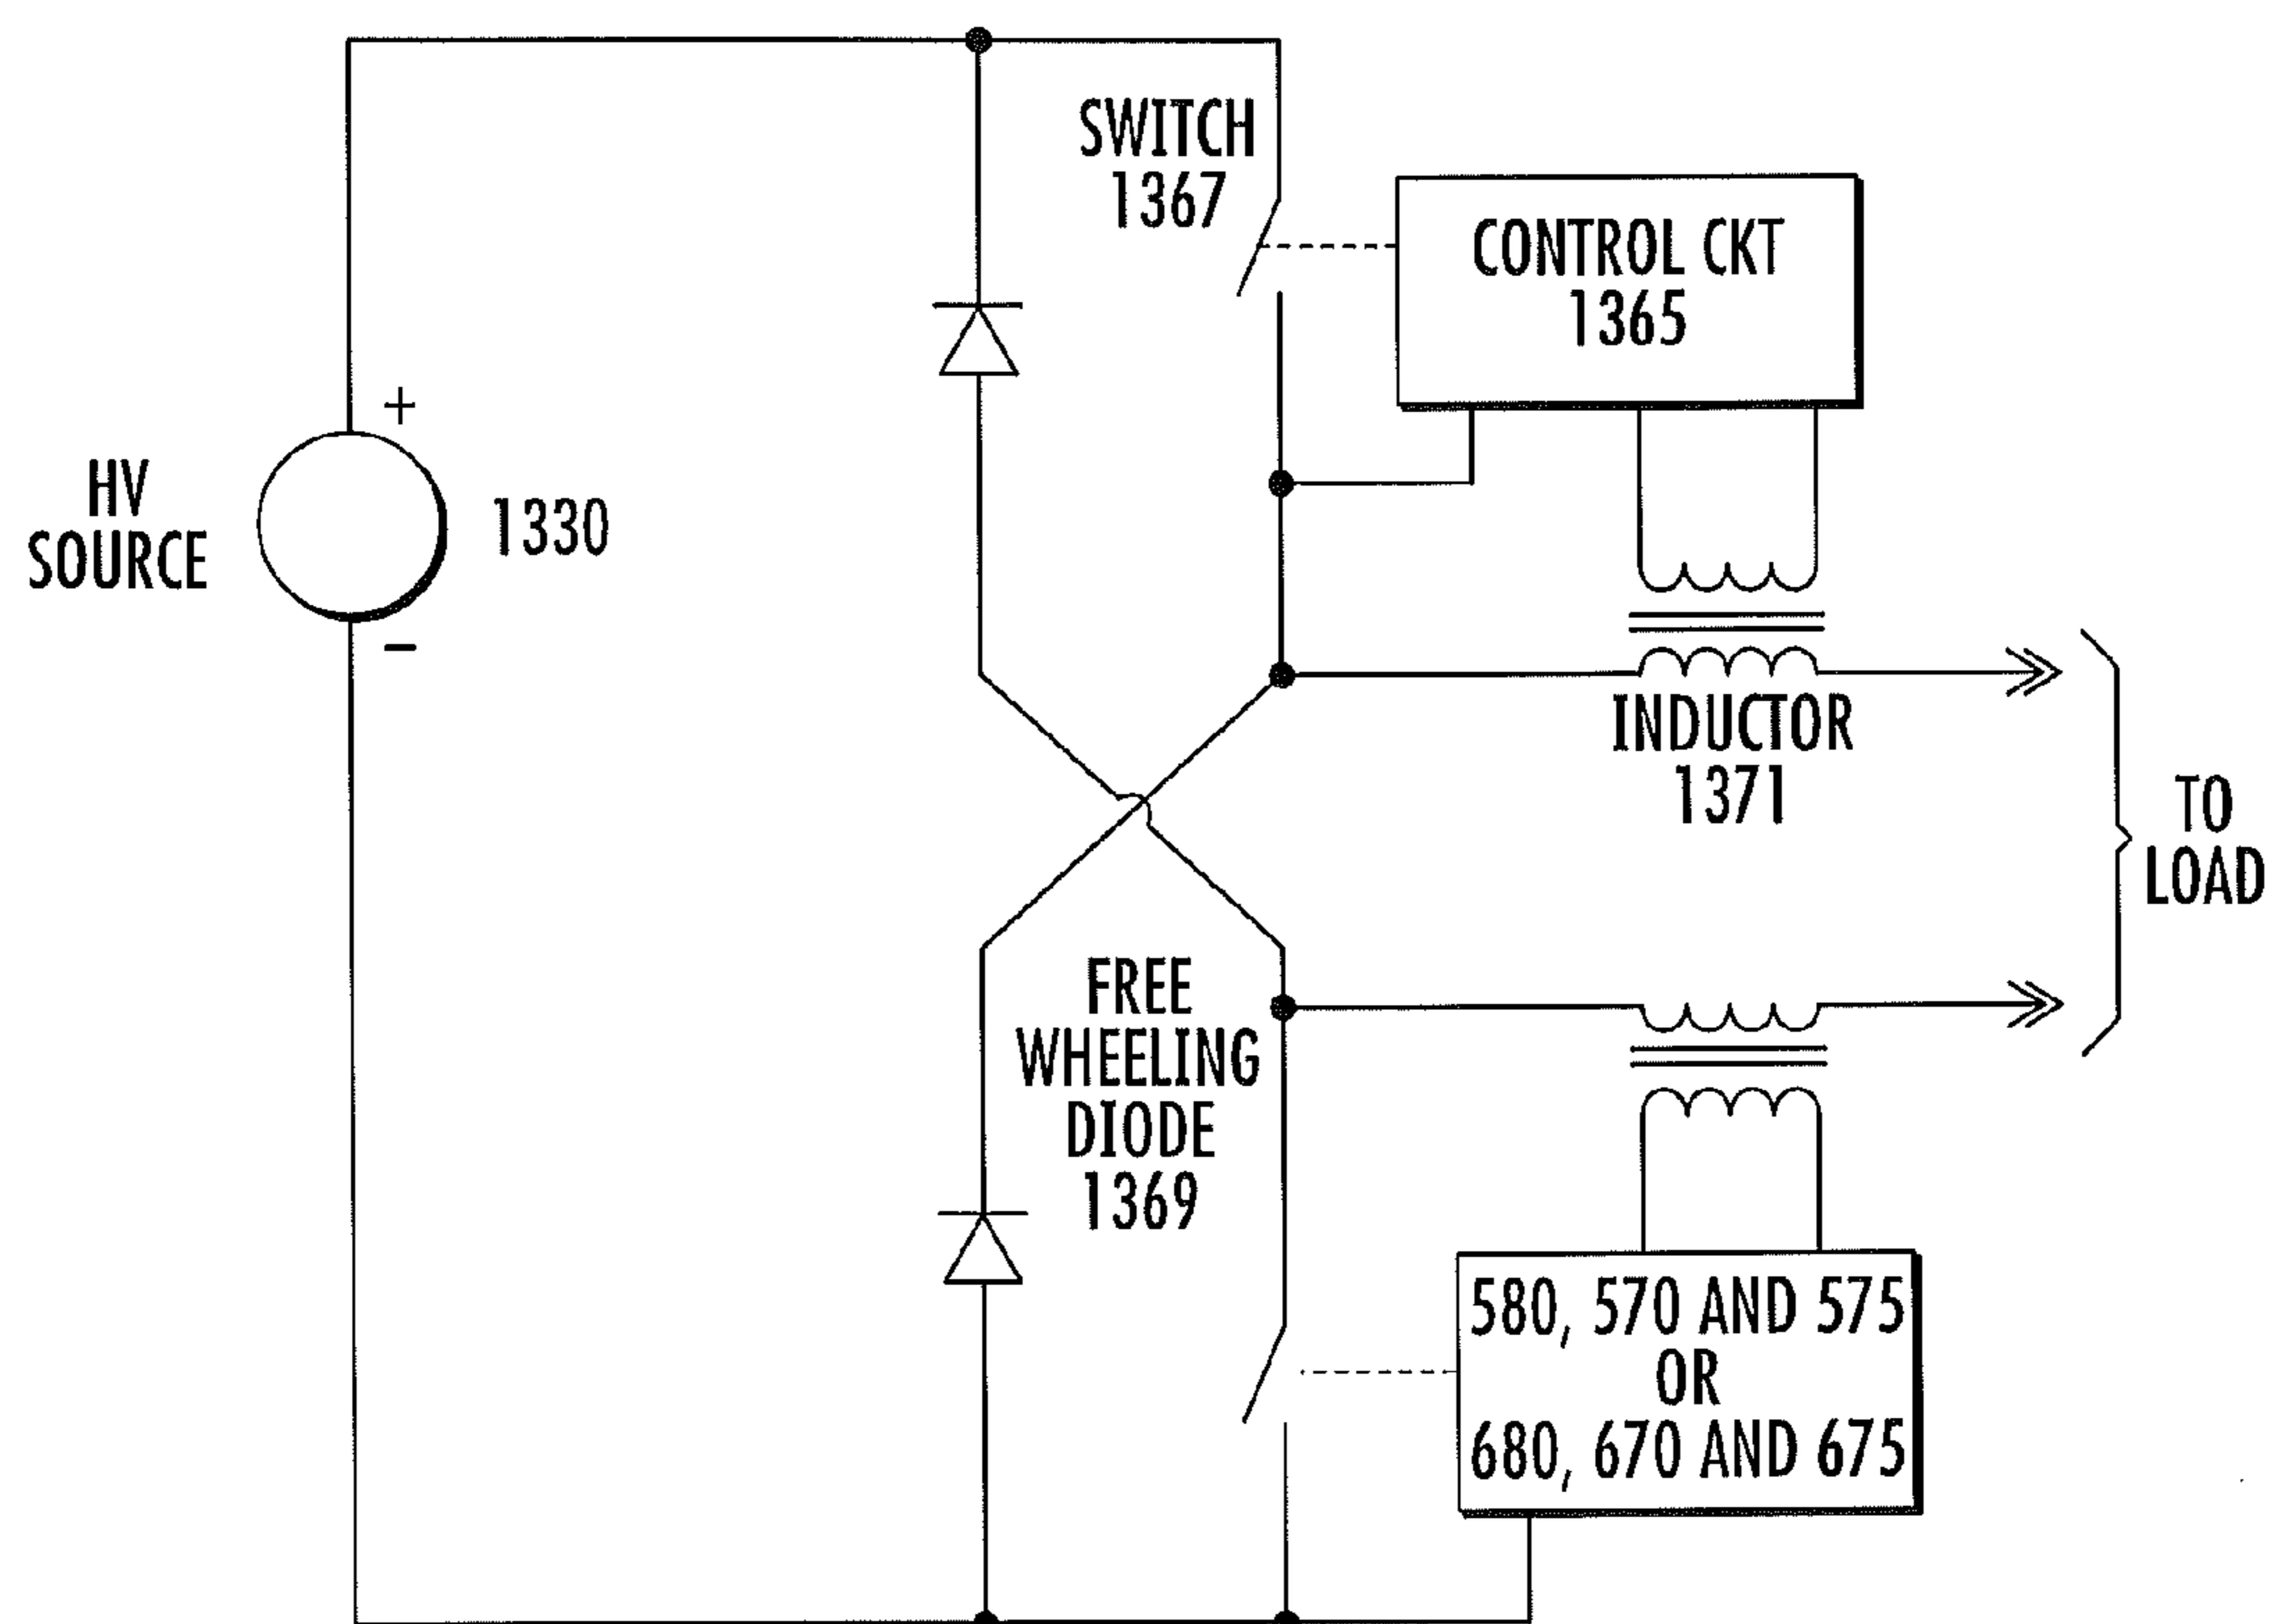 SWITCH
1367
CONTROL CKT
1365
+
HV
SOURCE
1330
−
INDUCTOR
1371
TO
LOAD
FREE
WHEELING
DIODE
1369
580, 570 AND 575
OR
680, 670 AND 675